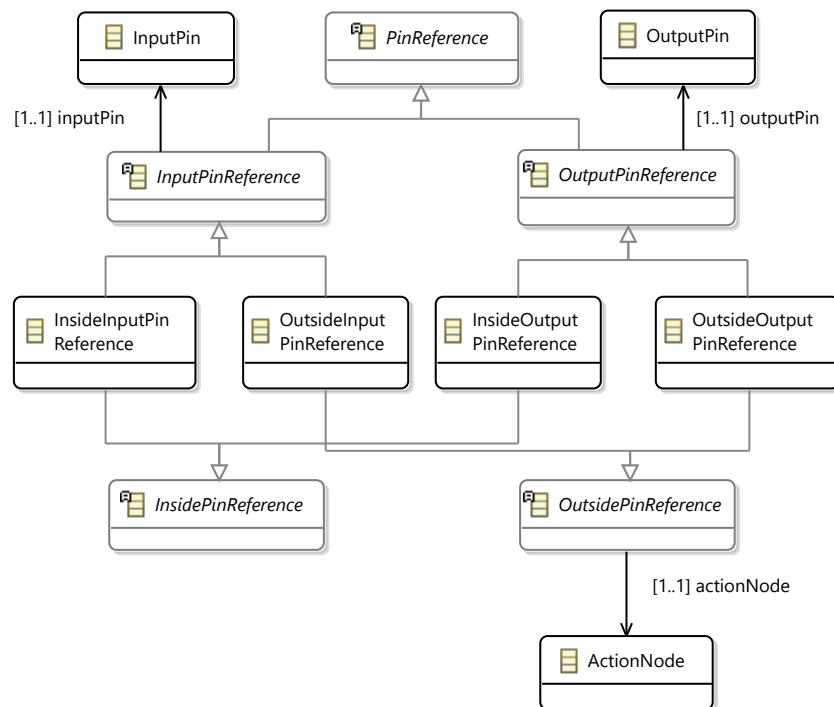 InputPin
PinReference
OutputPin
[1..1] inputPin
[1..1] outputPin
InputPinReference
OutputPinReference
InsideInputPin
Reference
OutsideInput
PinReference
InsideOutput
PinReference
OutsideOutput
PinReference
InsidePinReference
OutsidePinReference
[1..1] actionNode
ActionNode